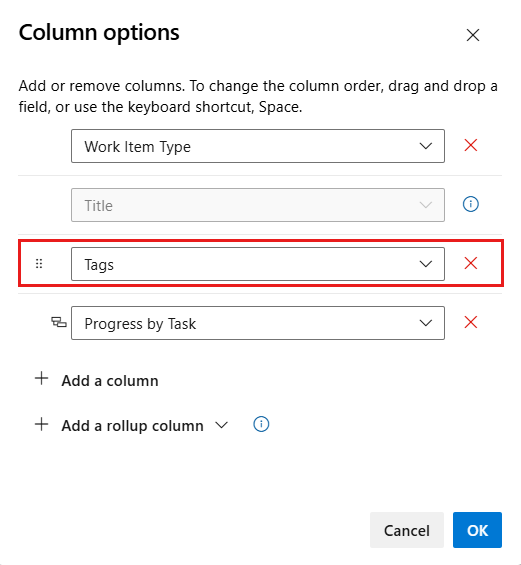 Column options
Add or remove columns. To change the column order, drag and drop a
field, or use the keyboard shortcut, Space.
Work Item Type
Title
Tags
Progress by Task
Add a column
Add a rollup column
Cancel
OK